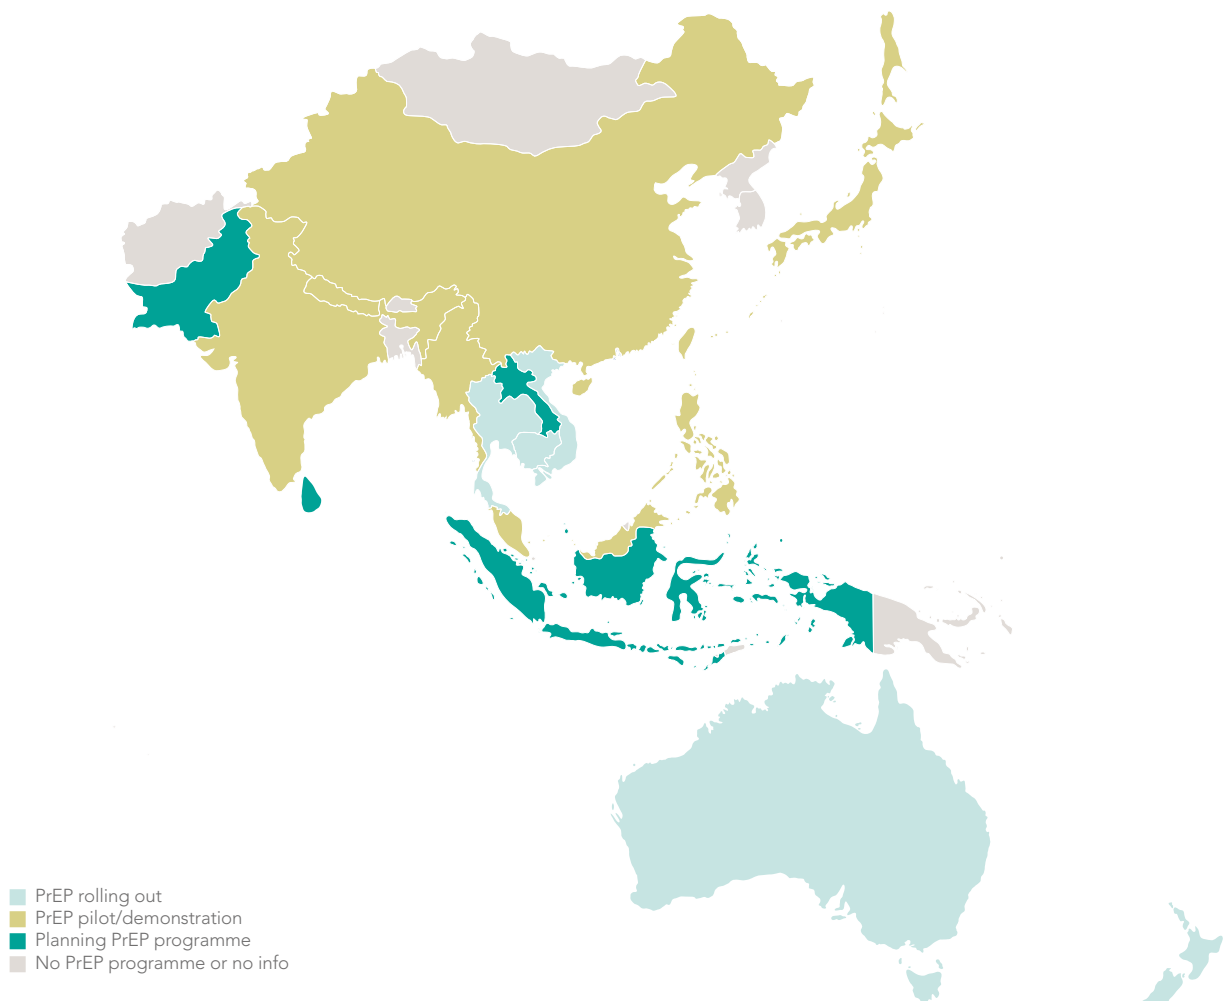 PrEP rolling out
PrEP pilot/demonstration
Planning PrEP programme
No PrEP programme or no info